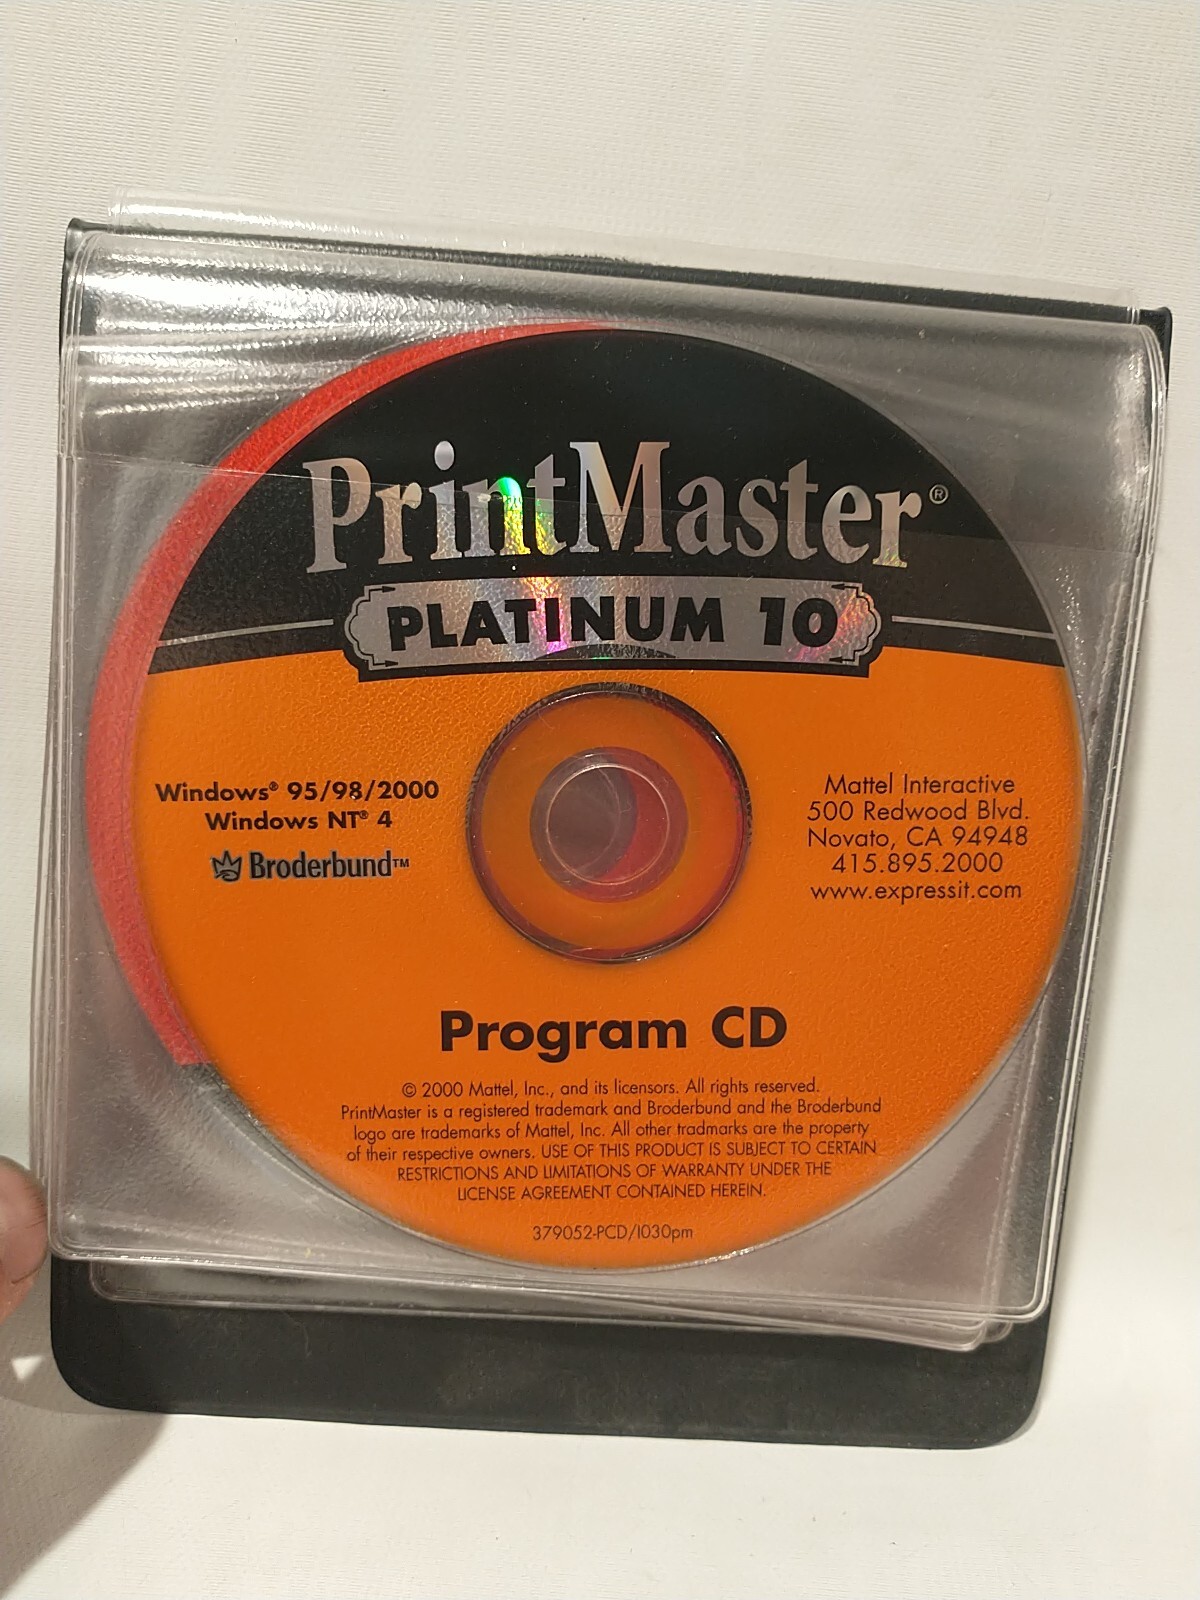 PrintMaster®
PLATINUM 10
Windows® 95/98/2000
Windows NT® 4
Broderbund™
Mattel Interactive
500 Redwood Blvd.
Novato, CA 94948
415.895.2000
www.expressit.com
Program CD
© 2000 Mattel, Inc., and its licensors. All rights reserved.
PrintMaster is a registered trademark and Broderbund and the Broderbund
logo are trademarks of Mattel, Inc. All other tradmarks are the property
of their respective owners. USE OF THIS PRODUCT IS SUBJECT TO CERTAIN
RESTRICTIONS AND LIMITATIONS OF WARRANTY UNDER THE
LICENSE AGREEMENT CONTAINED HEREIN.
379052-PCD/I030pm